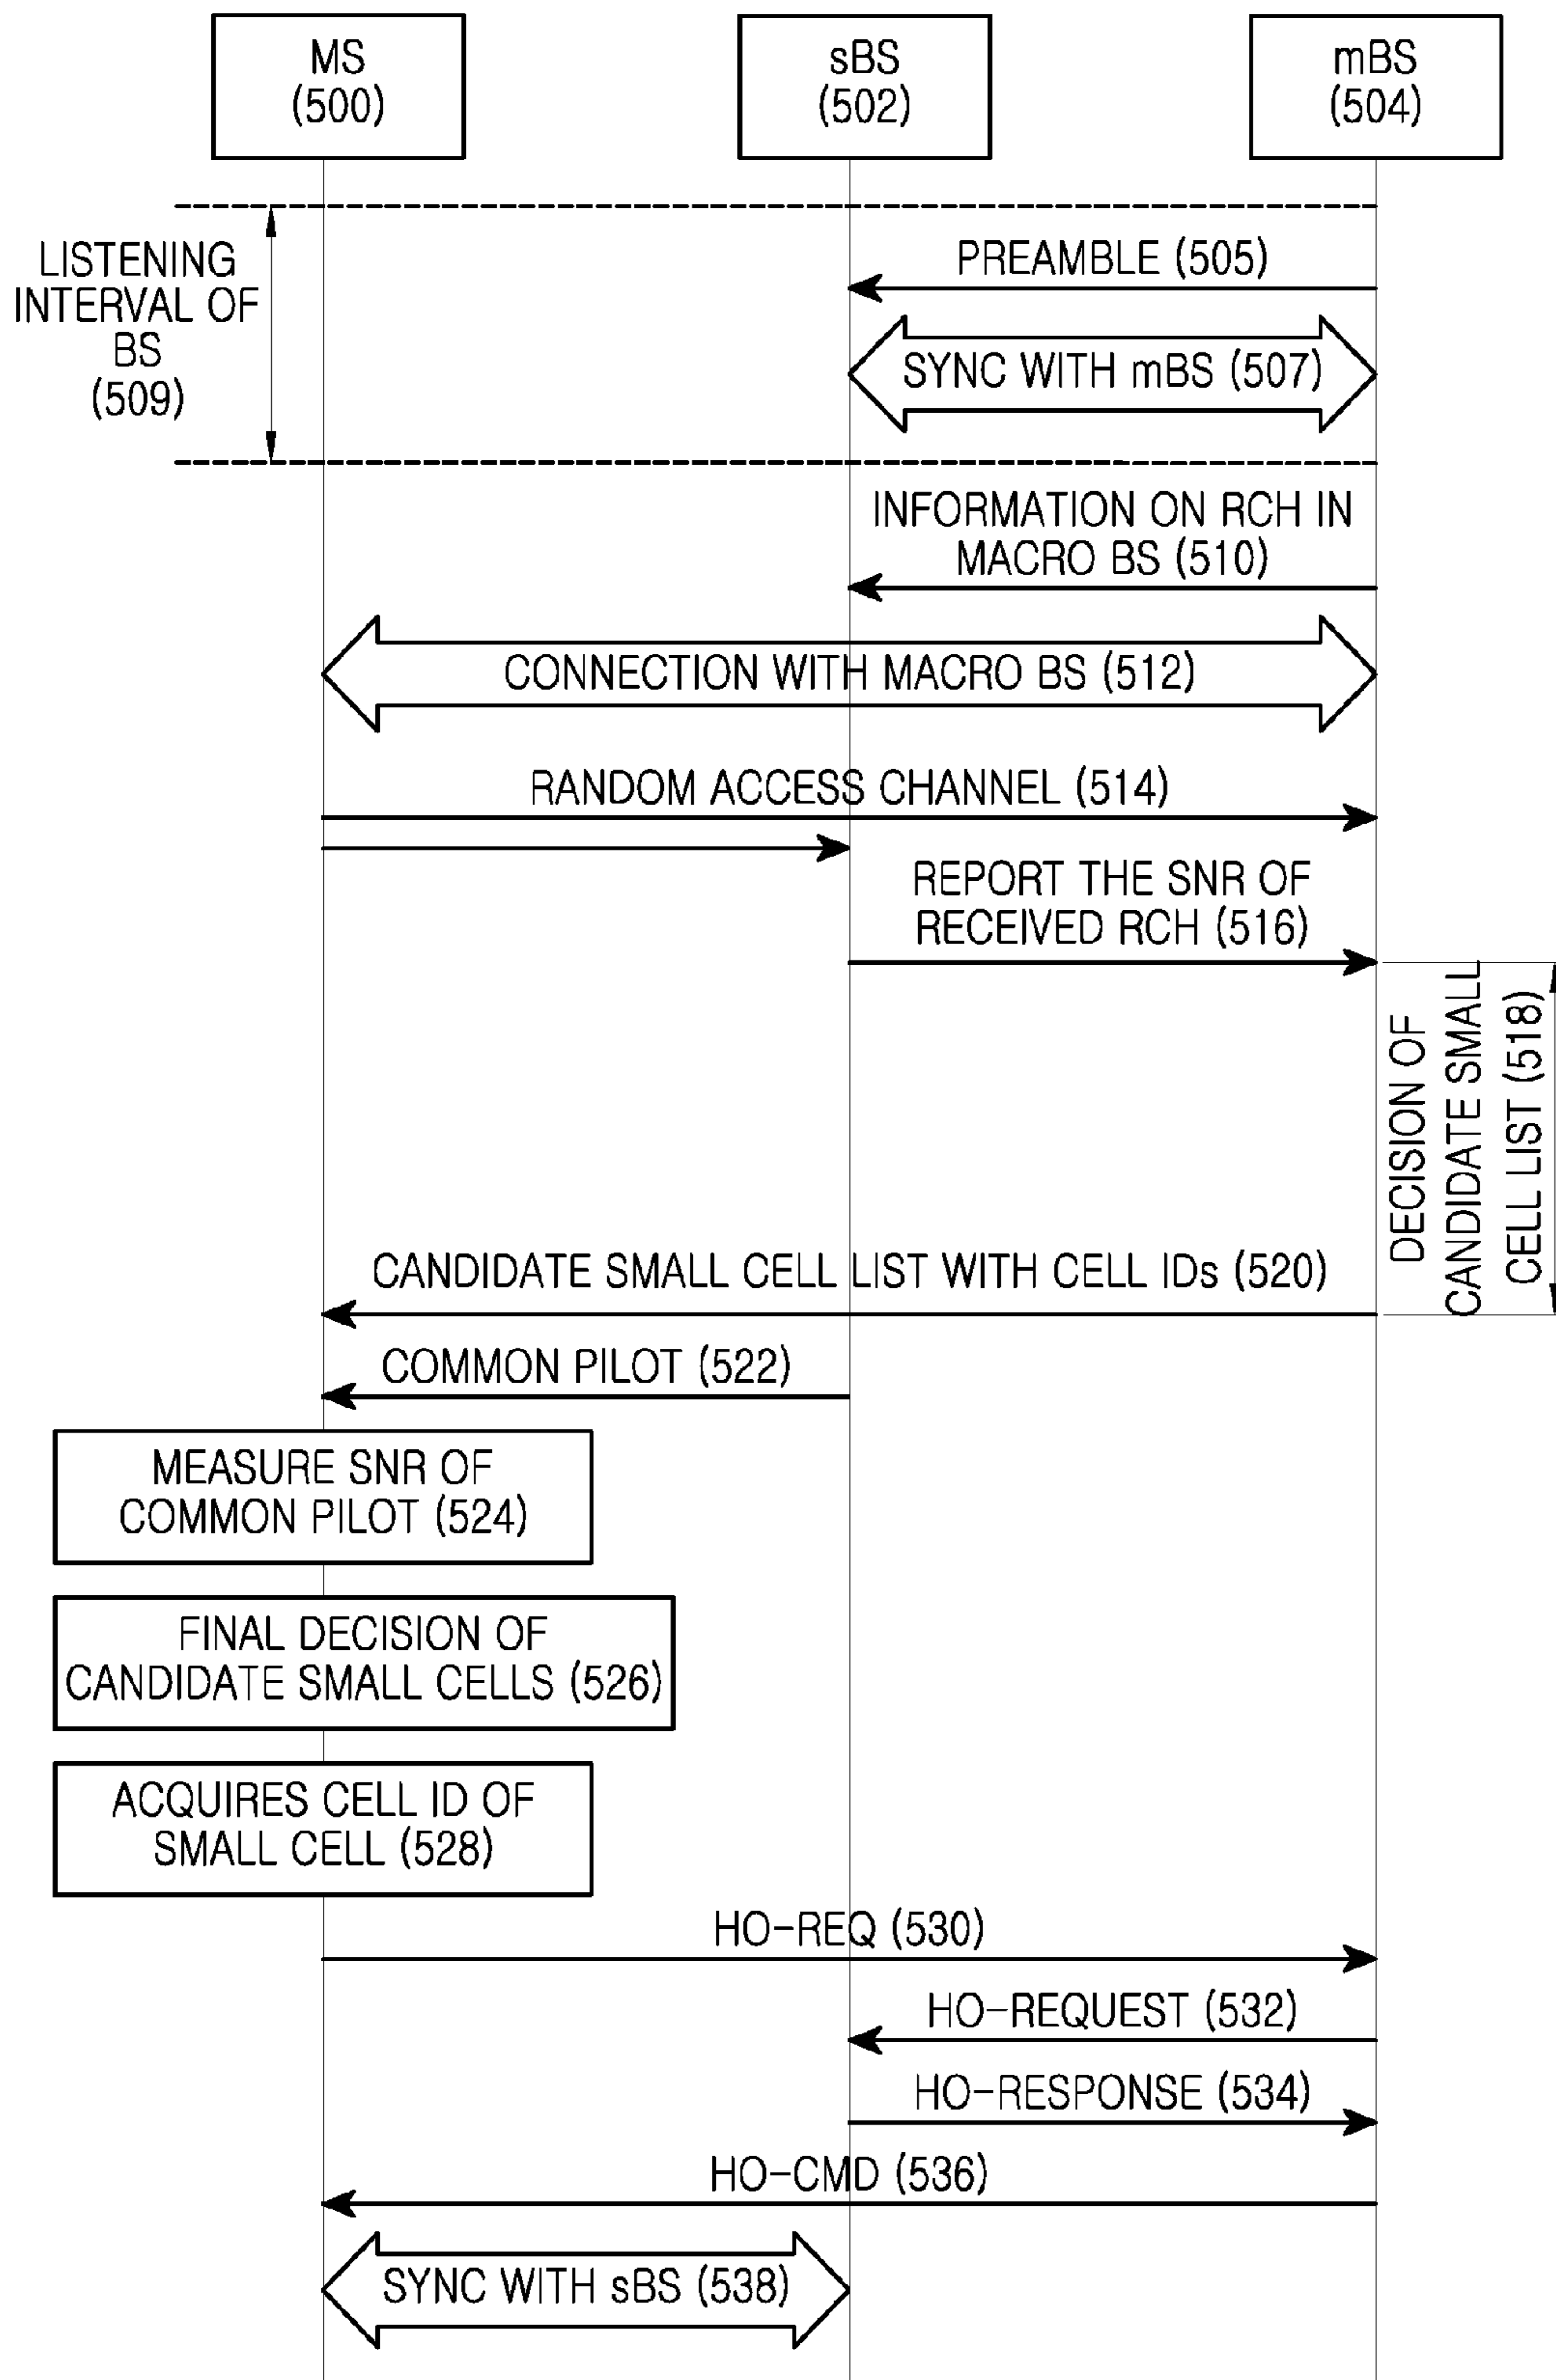 MS
(500)
sBS
(502)
mBS
(504)
LISTENING
INTERVAL OF
BS
(509)
PREAMBLE (505)
SYNC WITH mBS (507)
INFORMATION ON RCH IN
MACRO BS (510)
CONNECTION WITH MACRO BS (512)
RANDOM ACCESS CHANNEL (514)
REPORT THE SNR OF
RECEIVED RCH (516)
DECISION OF
CANDIDATE SMALL
CELL LIST (518)
CANDIDATE SMALL CELL LIST WITH CELL IDs (520)
COMMON PILOT (522)
MEASURE SNR OF
COMMON PILOT (524)
FINAL DECISION OF
CANDIDATE SMALL CELLS (526)
ACQUIRES CELL ID OF
SMALL CELL (528)
HO-REQ (530)
HO-REQUEST (532)
HO-RESPONSE (534)
HO-CMD (536)
SYNC WITH sBS (538)